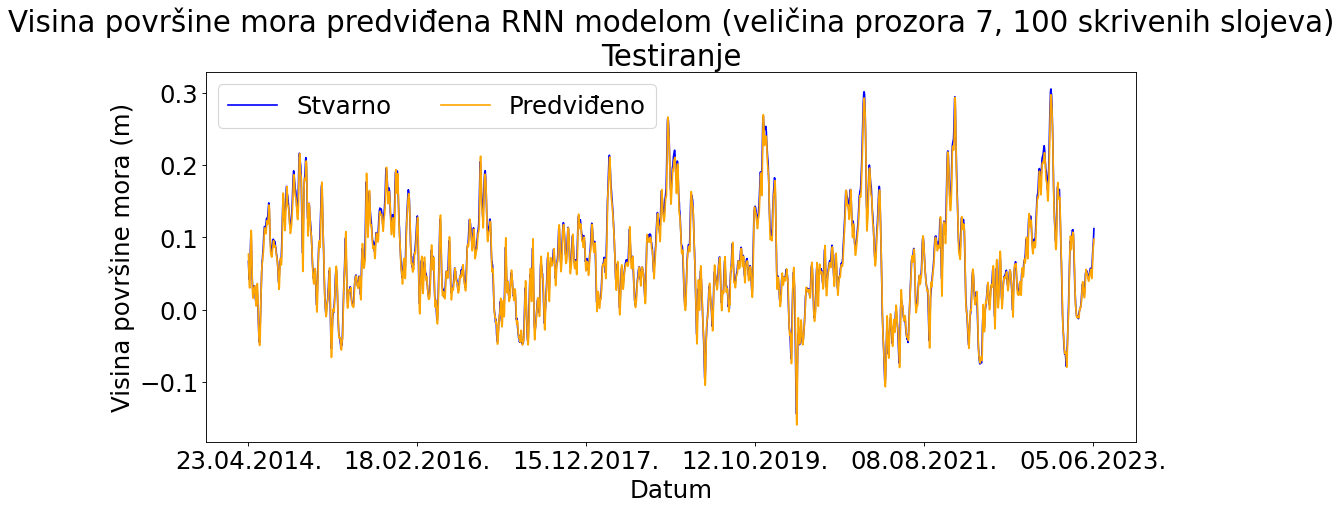 Visina površine mora predviđena RNN modelom (veličina prozora 7, 100 skrivenih slojeva)
Testiranje
Stvarno Predviđeno
Visina površine mora (m)
0.3
0.2
0.1
0.0
−0.1
23.04.2014. 18.02.2016. 15.12.2017. 12.10.2019. 08.08.2021. 05.06.2023.
Datum